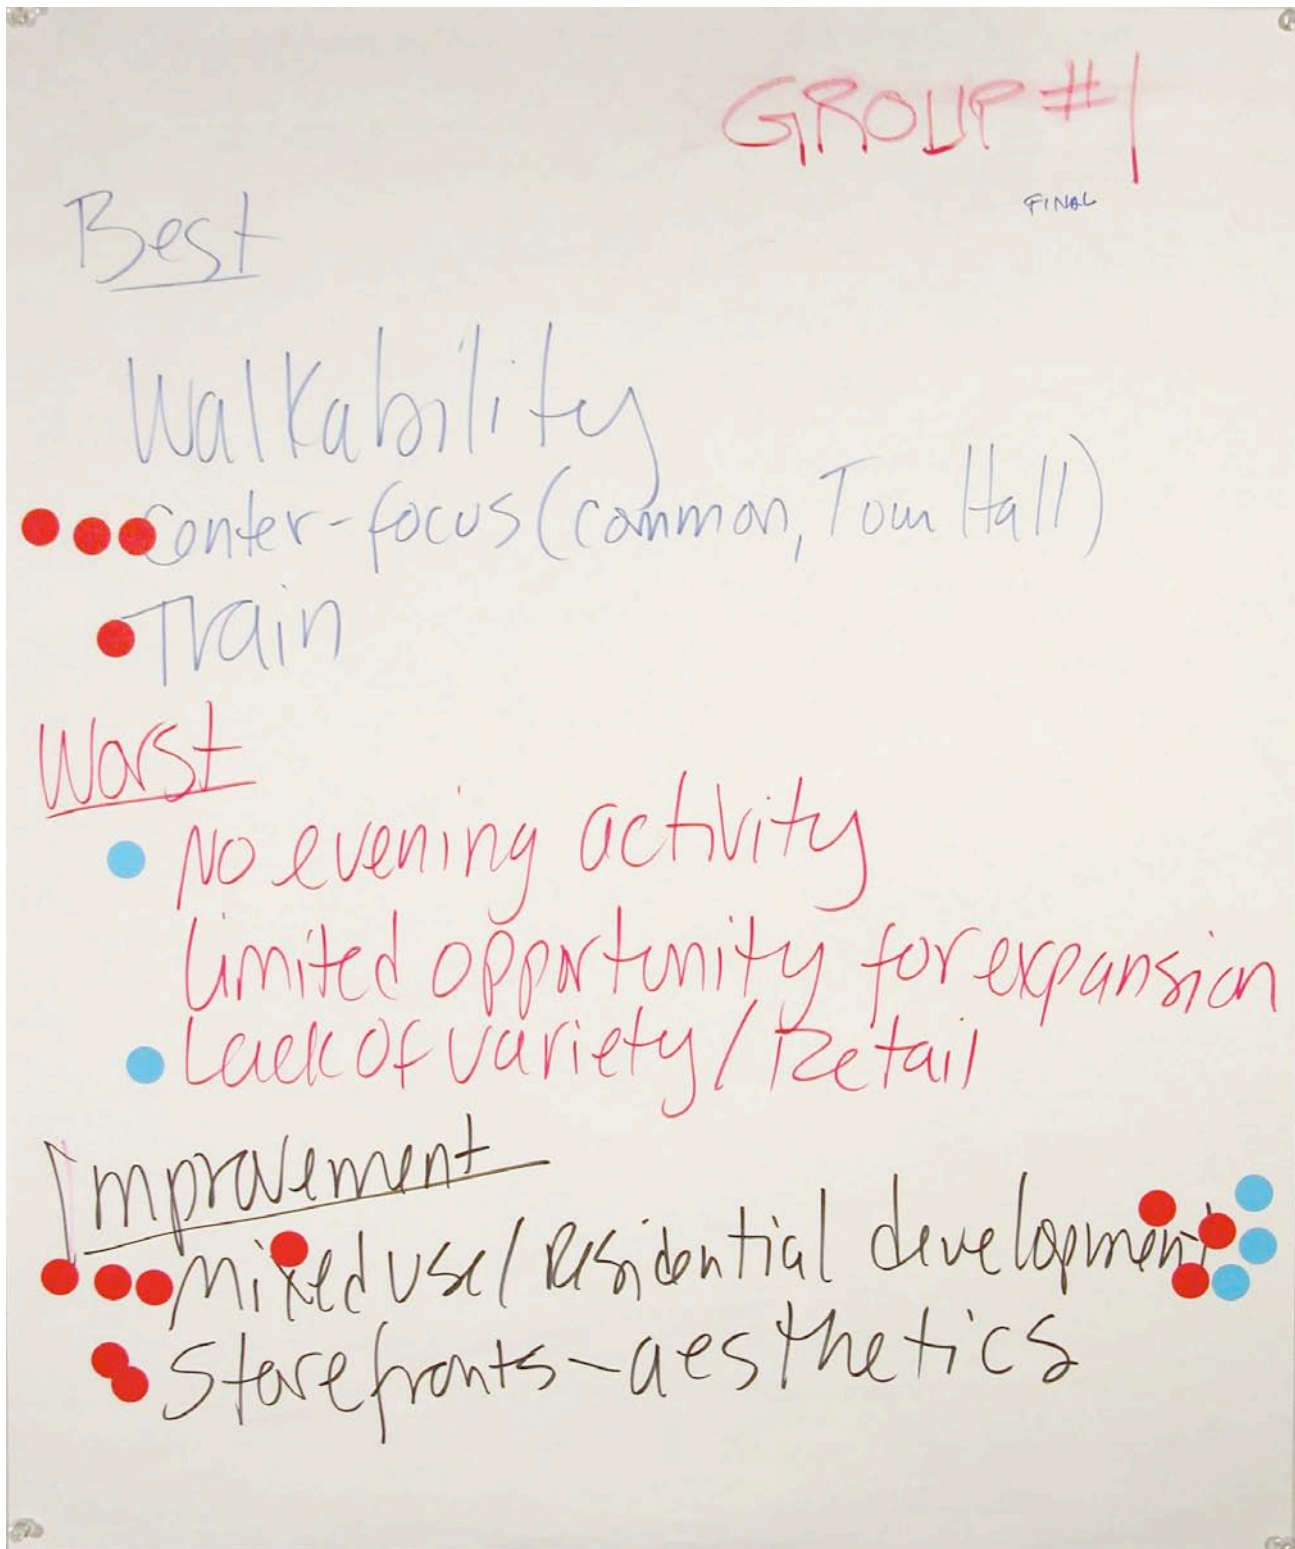 GROUP #1
FINAL
Best
Walkability
Center-focus (common, Town Hall)
Train
Worst
No evening activity
Limited opportunity for expansion
Lack of variety / Retail
Improvement
Mixed use / Residential development
Storefronts - aesthetics